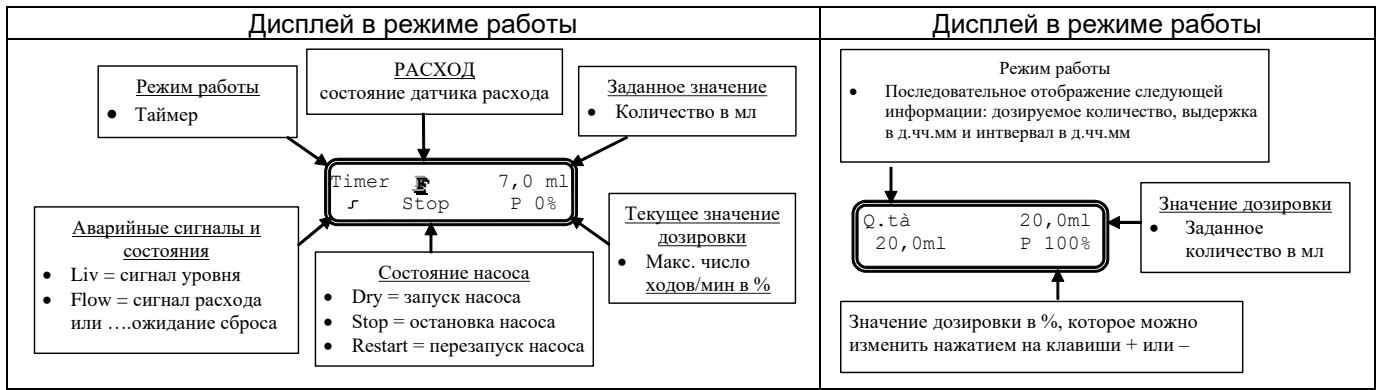 Дисплей в режиме работы
Режим работы
• Таймер
РАСХОД
состояние датчика расхода
Заданное значение
• Количество в мл
Timer F 7,0 ml
Stop P 0%
Аварийные сигналы и
состояния
• Liv = сигнал уровня
• Flow = сигнал расхода
или ….ожидание сброса
Состояние насоса
• Dry = запуск насоса
• Stop = остановка насоса
• Restart = перезапуск насоса
Текущее значение
дозировки
• Макс. число
ходов/мин в %
Дисплей в режиме работы
Режим работы
• Последовательное отображение следующей
информации: дозируемое количество, выдержка
в д.чч.мм и интвервал в д.чч.мм
Q.tà 20,0ml
20,0ml P 100%
Значение дозировки
• Заданное
количество в мл
Значение дозировки в %, которое можно
изменить нажатием на клавиши + или –